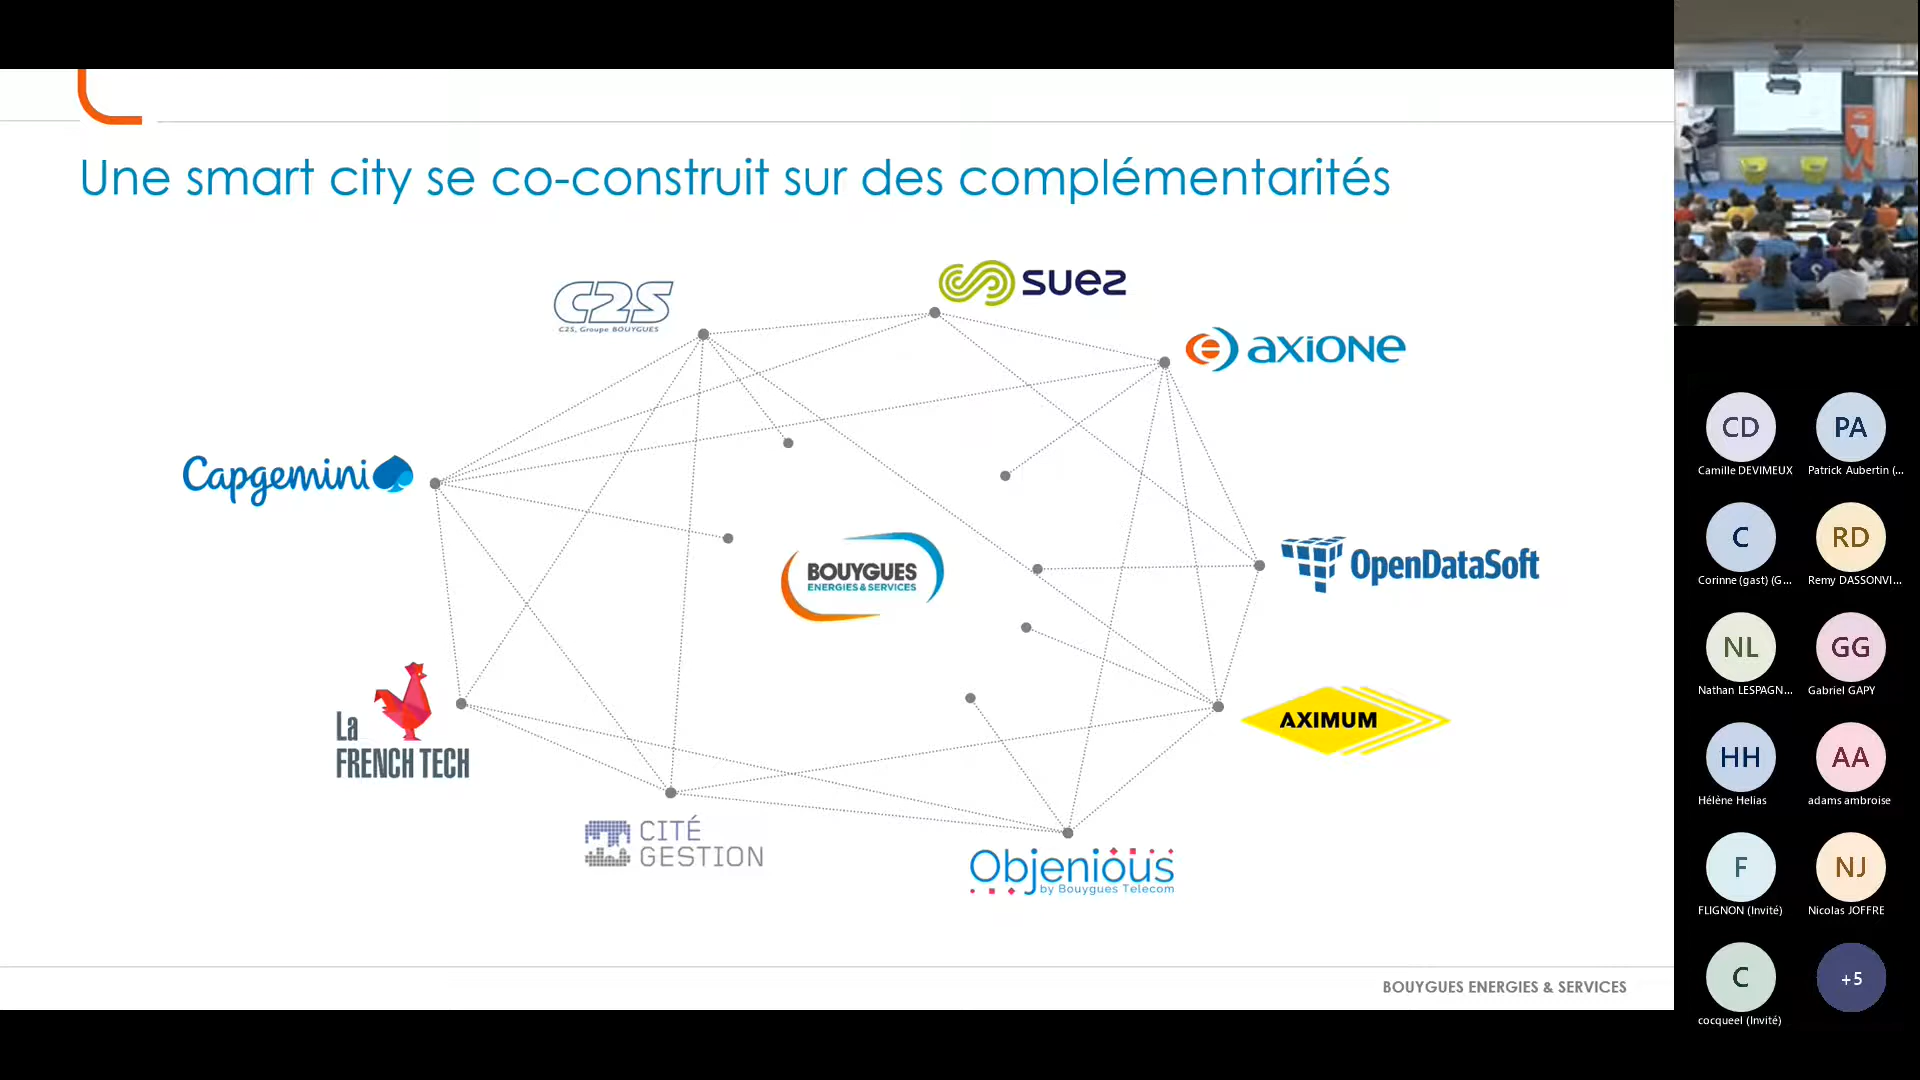 Une smart city se co-construit sur des complémentarités
C2S
C2S, Groupe BOUYGUES
suez
axione
Capgemini
BOUYGUES
ENERGIES & SERVICES
OpenDataSoft
La
FRENCH TECH
AXIMUM
CITÉ
GESTION
Objenious
by Bouygues Telecom
BOUYGUES ENERGIES & SERVICES
CD
PA
Camille DEVIMEUX
Patrick Aubertin (...
C
RD
Corinne (gast) (G...
Remy DASSONVI...
NL
GG
Nathan LESPAGN...
Gabriel GAPY
HH
AA
Hélène Helias
adams ambroise
F
NJ
FLIGNON (Invité)
Nicolas JOFFRE
C
+5
cocqueel (Invité)